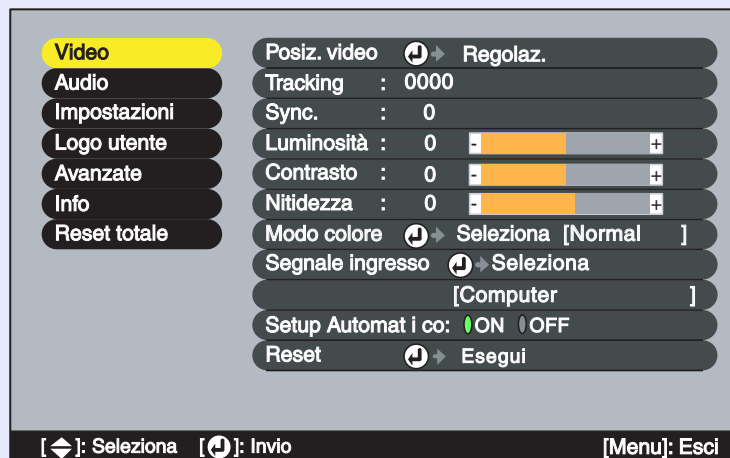 Video
Audio
Impostazioni
Logo utente
Avanzate
Info
Reset totale
Posiz. video Regolaz.
Tracking : 0000
Sync. : 0
Luminosità : 0 - +
Contrasto : 0 - +
Nitidezza : 0 - +
Modo colore Seleziona [Normal ]
Segnale ingresso Seleziona
[Computer ]
Setup Automat i co: ON OFF
Reset Esegui
[ ]: Seleziona [ ]: Invio [Menu]: Esci